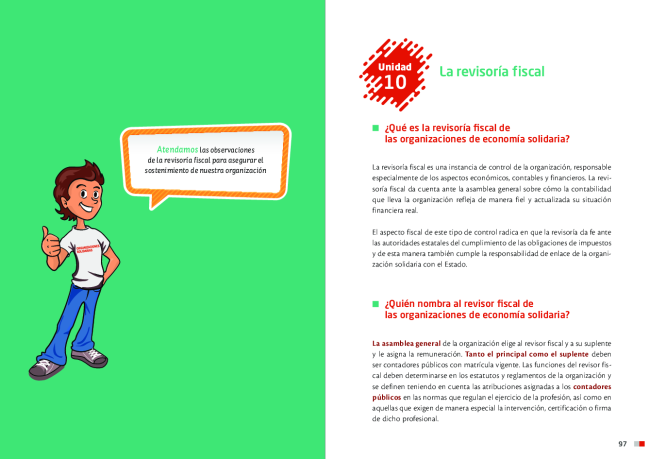 Atendamos las observaciones
de la revisoría fiscal para asegurar el
sostenimiento de nuestra organización
Unidad
10
La revisoría fiscal
¿Qué es la revisoría fiscal de
las organizaciones de economía solidaria?
La revisoría fiscal es una instancia de control de la organización, responsable
especialmente de los aspectos económicos, contables y financieros. La revi-
soría fiscal da cuenta ante la asamblea general sobre cómo la contabilidad
que lleva la organización refleja de manera fiel y actualizada su situación
financiera real.
El aspecto fiscal de este tipo de control radica en que la revisoría da fe ante
las autoridades estatales del cumplimiento de las obligaciones de impuestos
y de esta manera también cumple la responsabilidad de enlace de la organi-
zación solidaria con el Estado.
¿Quién nombra al revisor fiscal de
las organizaciones de economía solidaria?
La asamblea general de la organización elige al revisor fiscal y a su suplente
y le asigna la remuneración. Tanto el principal como el suplente deben
ser contadores públicos con matrícula vigente. Las funciones del revisor fis-
cal deben determinarse en los estatutos y reglamentos de la organización y
se definen teniendo en cuenta las atribuciones asignadas a los contadores
públicos en las normas que regulan el ejercicio de la profesión, así como en
aquellas que exigen de manera especial la intervención, certificación o firma
de dicho profesional.
97